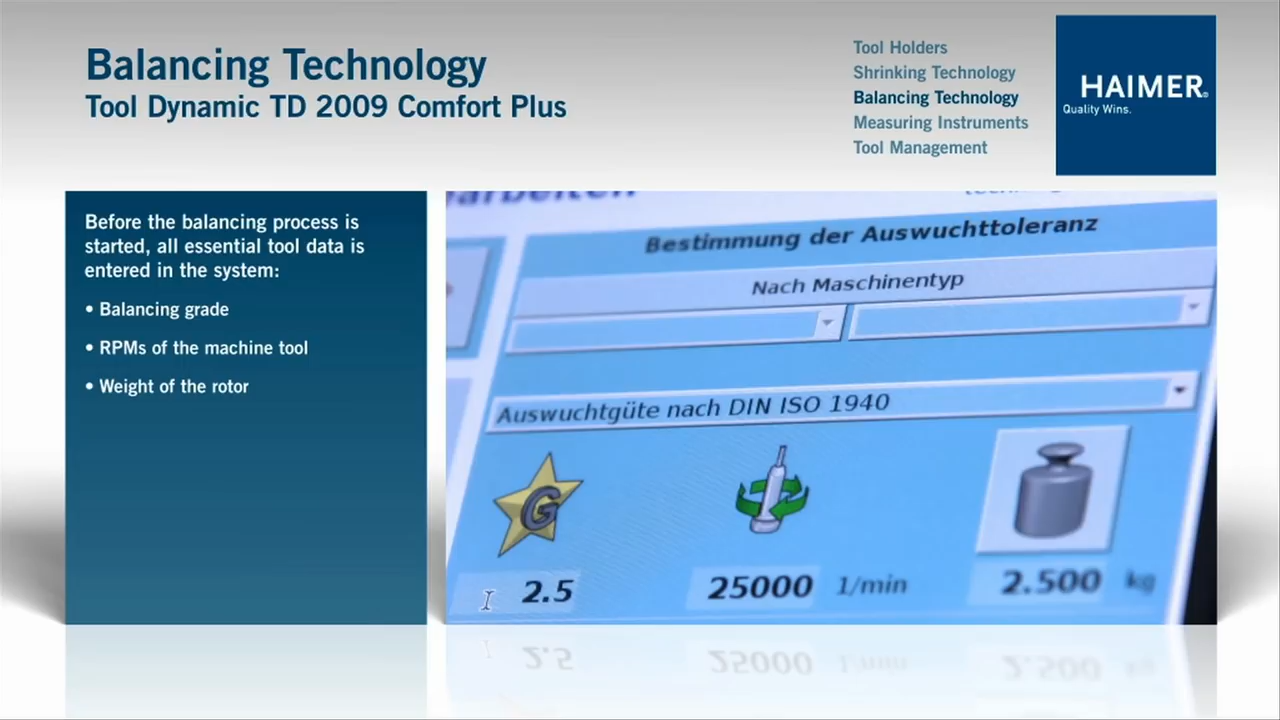 Balancing Technology
Tool Dynamic TD 2009 Comfort Plus
Tool Holders
Shrinking Technology
Balancing Technology
Measuring Instruments
Tool Management
HAIMER®
Quality Wins.
Before the balancing process is
started, all essential tool data is
entered in the system:
• Balancing grade
• RPMs of the machine tool
• Weight of the rotor
Bestimmung der Auswuchttoleranz
Nach Maschinentyp
Auswuchtgüte nach DIN ISO 1940
G
2.5 25000 1/min 2.500 kg